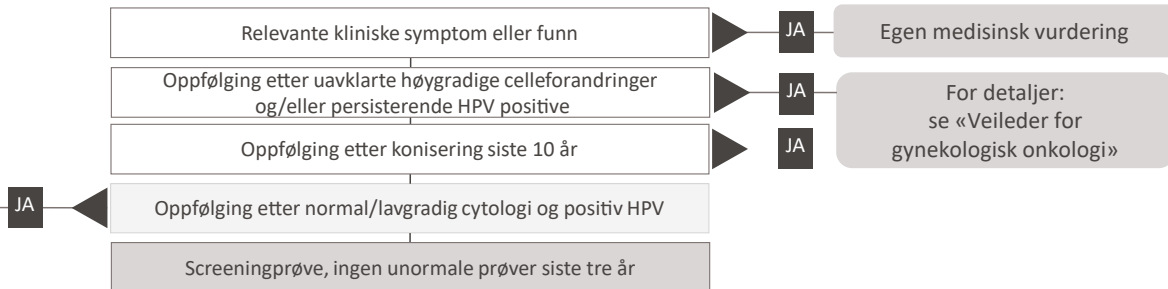 Relevante kliniske symptom eller funn
JA
Egen medisinsk vurdering
Oppfølging etter uavklarte høygradige celleforandringer
og/eller persisterende HPV positive
JA
For detaljer:
se «Veileder for
gynekologisk onkologi»
Oppfølging etter konisering siste 10 år
JA
JA
Oppfølging etter normal/lavgradig cytologi og positiv HPV
Screeningprøve, ingen unormale prøver siste tre år